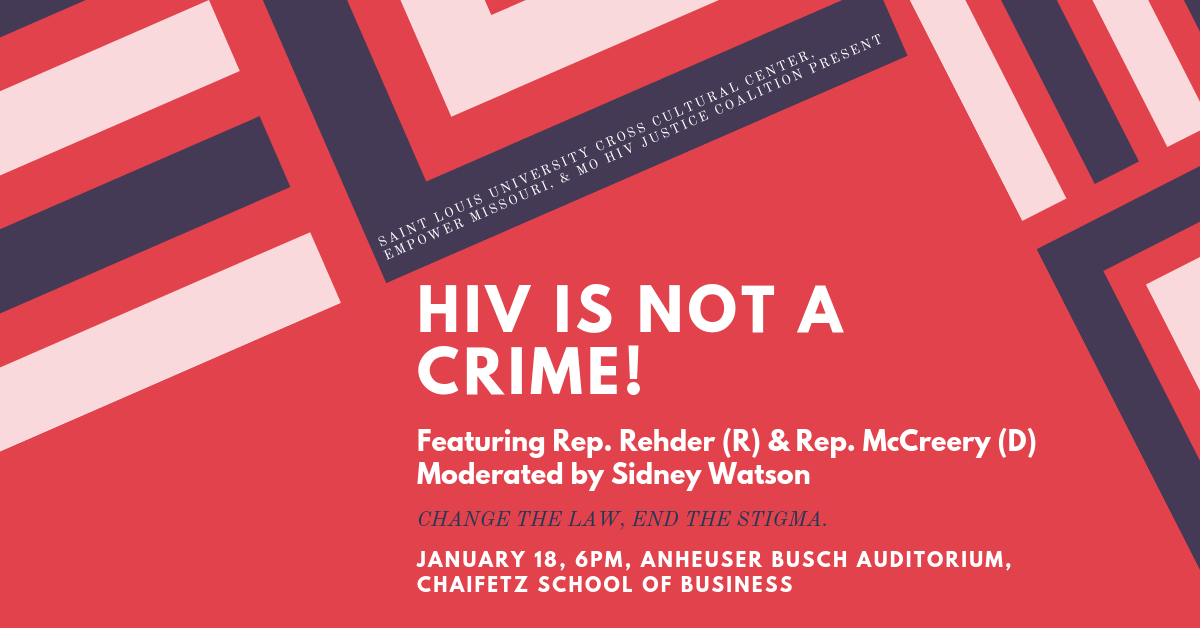 SAINT LOUIS UNIVERSITY CROSS CULTURAL CENTER,
EMPOWER MISSOURI, & MO HIV JUSTICE COALITION PRESENT
HIV IS NOT A
CRIME!
Featuring Rep. Rehder (R) & Rep. McCreery (D)
Moderated by Sidney Watson
CHANGE THE LAW, END THE STIGMA.
JANUARY 18, 6PM, ANHEUSER BUSCH AUDITORIUM,
CHAIFETZ SCHOOL OF BUSINESS